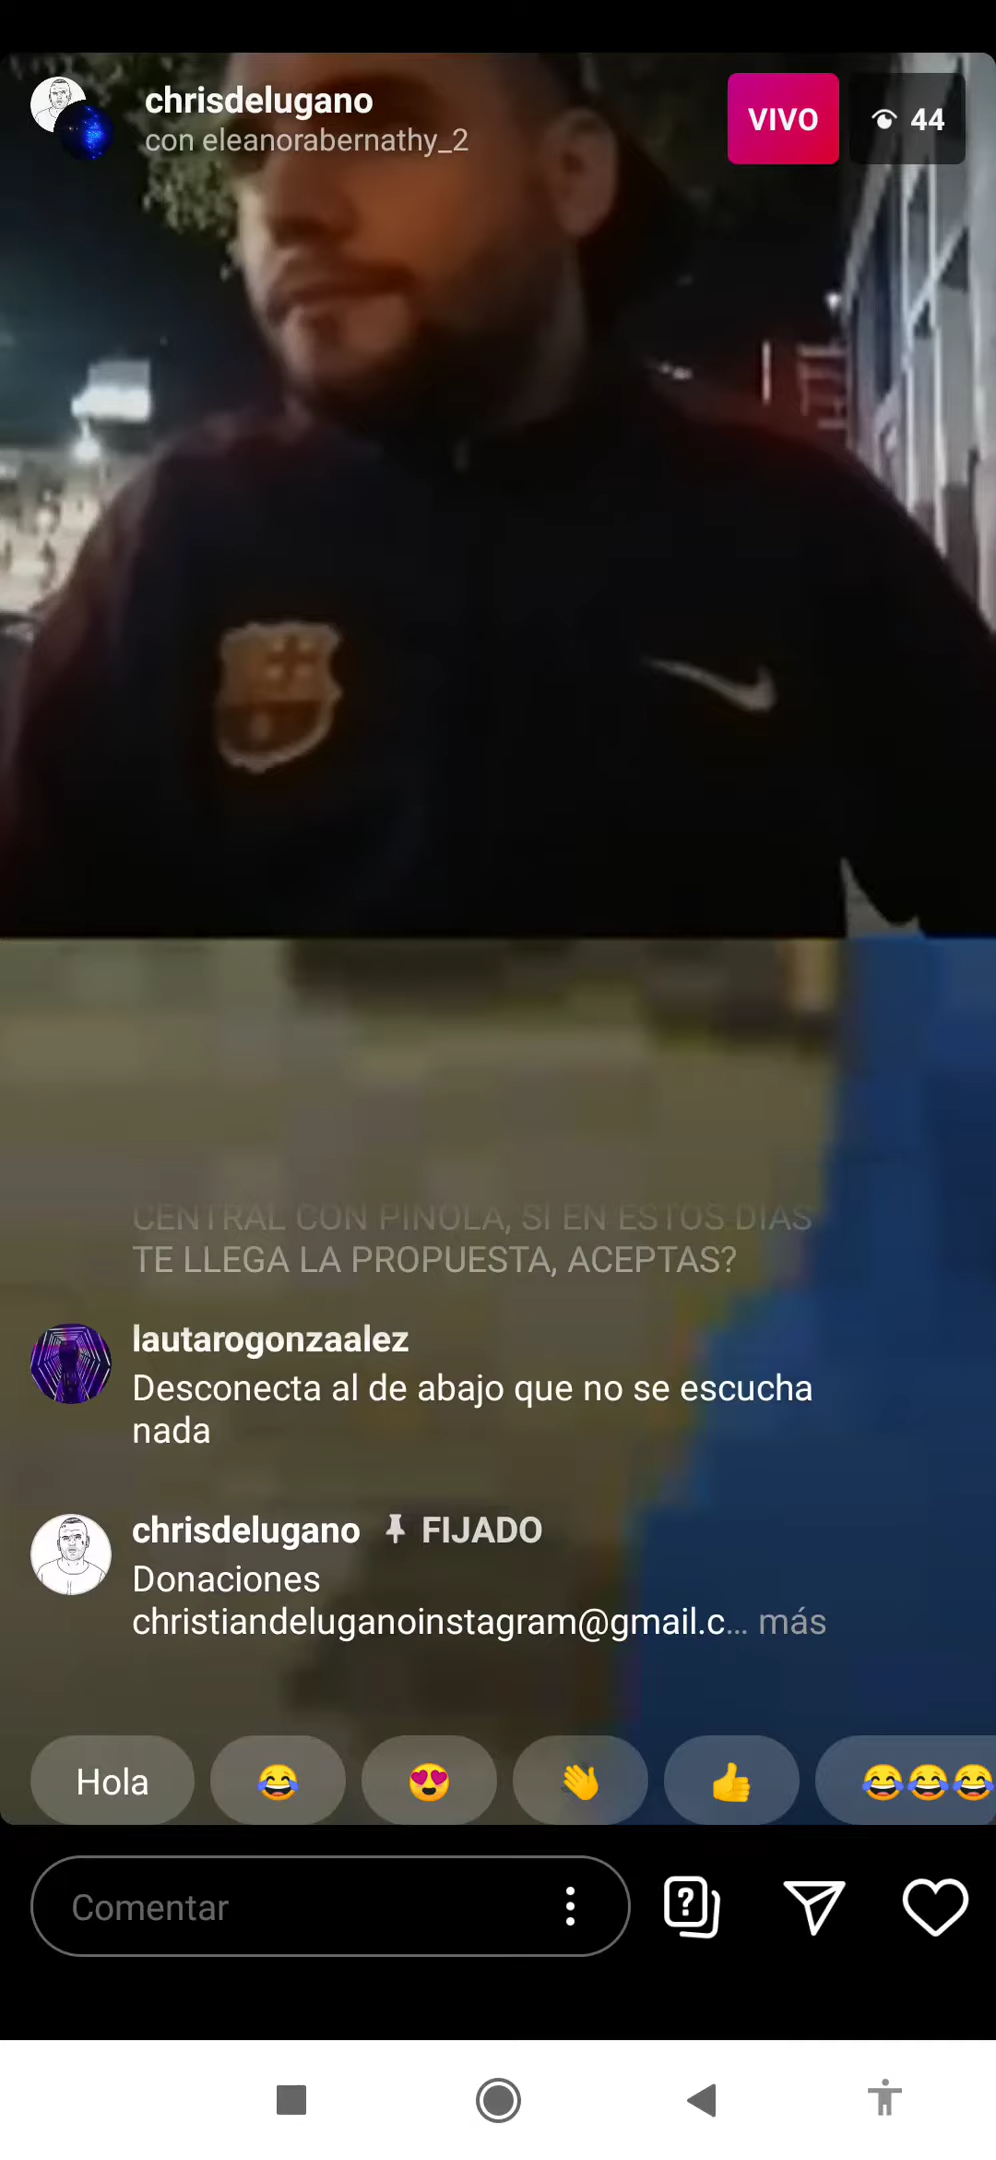 chrisdelugano
con eleanorabernathy_2
VIVO
44
CENTRAL CON PINOLA, SI EN ESTOS DIAS
TE LLEGA LA PROPUESTA, ACEPTAS?
lautarogonzaalez
Desconecta al de abajo que no se escucha
nada
chrisdelugano FIJADO
Donaciones
christiandeluganoinstagram@gmail.c... más
Hola
Comentar